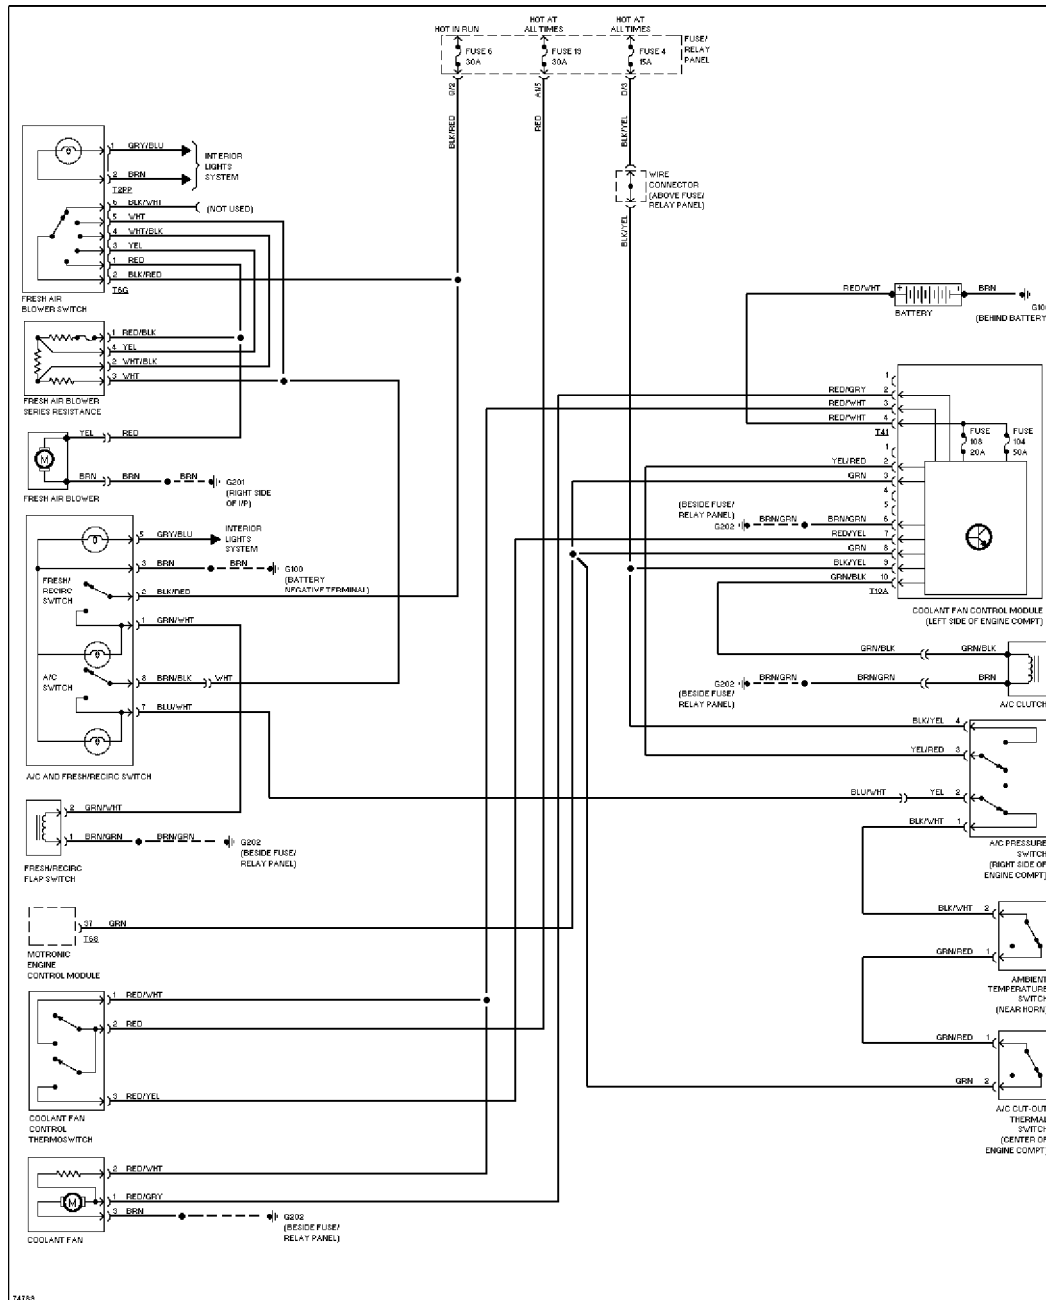 HOT IN RUN
HOT AT
ALL TIMES
HOT AT
ALL TIMES
FUSE 6
30A
FUSE 19
30A
FUSE 4
15A
FUSE/
RELAY
PANEL
G/2
A1/5
D/3
BLK/RED
RED
BLK/YEL
WIRE
CONNECTOR
(ABOVE FUSE/
RELAY PANEL)
BLK/YEL
1 GRY/BLU
2 BRN
T2PP
INTERIOR
LIGHTS
SYSTEM
6 BLK/WHT
(NOT USED)
5 WHT
4 WHT/BLK
3 YEL
1 RED
2 BLK/RED
T6G
FRESH AIR
BLOWER SWITCH
1 RED/BLK
4 YEL
2 WHT/BLK
3 WHT
FRESH AIR BLOWER
SERIES RESISTANCE
YEL RED
M
BRN BRN BRN
G201
(RIGHT SIDE
OF I/P)
FRESH AIR BLOWER
5 GRY/BLU
INTERIOR
LIGHTS
SYSTEM
3 BRN BRN
G100
(BATTERY
NEGATIVE TERMINAL)
FRESH/
RECIRC
SWITCH
2 BLK/RED
1 GRN/WHT
A/C
SWITCH
8 BRN/BLK WHT
7 BLU/WHT
A/C AND FRESH/RECIRC SWITCH
2 GRN/WHT
1 BRN/GRN BRN/GRN
G202
(BESIDE FUSE/
RELAY PANEL)
FRESH/RECIRC
FLAP SWITCH
37 GRN
T68
MOTRONIC
ENGINE
CONTROL MODULE
1 RED/WHT
2 RED
3 RED/YEL
COOLANT FAN
CONTROL
THERMOSWITCH
2 RED/WHT
M
1 RED/GRY
3 BRN
G202
(BESIDE FUSE/
RELAY PANEL)
COOLANT FAN
RED/WHT
+ -
BATTERY
BRN
G10
(BEHIND BATTERY
1
RED/GRY 2
RED/WHT 3
RED/WHT 4
T41
FUSE
108
20A
FUSE
104
50A
1
YEL/RED 2
GRN 3
4
5
(BESIDE FUSE/
RELAY PANEL)
G202
BRN/GRN BRN/GRN 6
RED/YEL 7
GRN 8
BLK/YEL 9
GRN/BLK 10
T10A
COOLANT FAN CONTROL MODULE
(LEFT SIDE OF ENGINE COMPT)
GRN/BLK GRN/BLK
G202
(BESIDE FUSE/
RELAY PANEL)
BRN/GRN BRN/GRN BRN
A/C CLUTCH
BLK/YEL 4
YEL/RED 3
BLU/WHT YEL 2
BLK/WHT 1
A/C PRESSURE
SWITCH
(RIGHT SIDE OF
ENGINE COMPT)
BLK/WHT 2
GRN/RED 1
AMBIENT
TEMPERATURE
SWITCH
(NEAR HORN)
GRN/RED 1
GRN 2
A/C CUT-OUT
THERMAL
SWITCH
(CENTER OF
ENGINE COMPT)